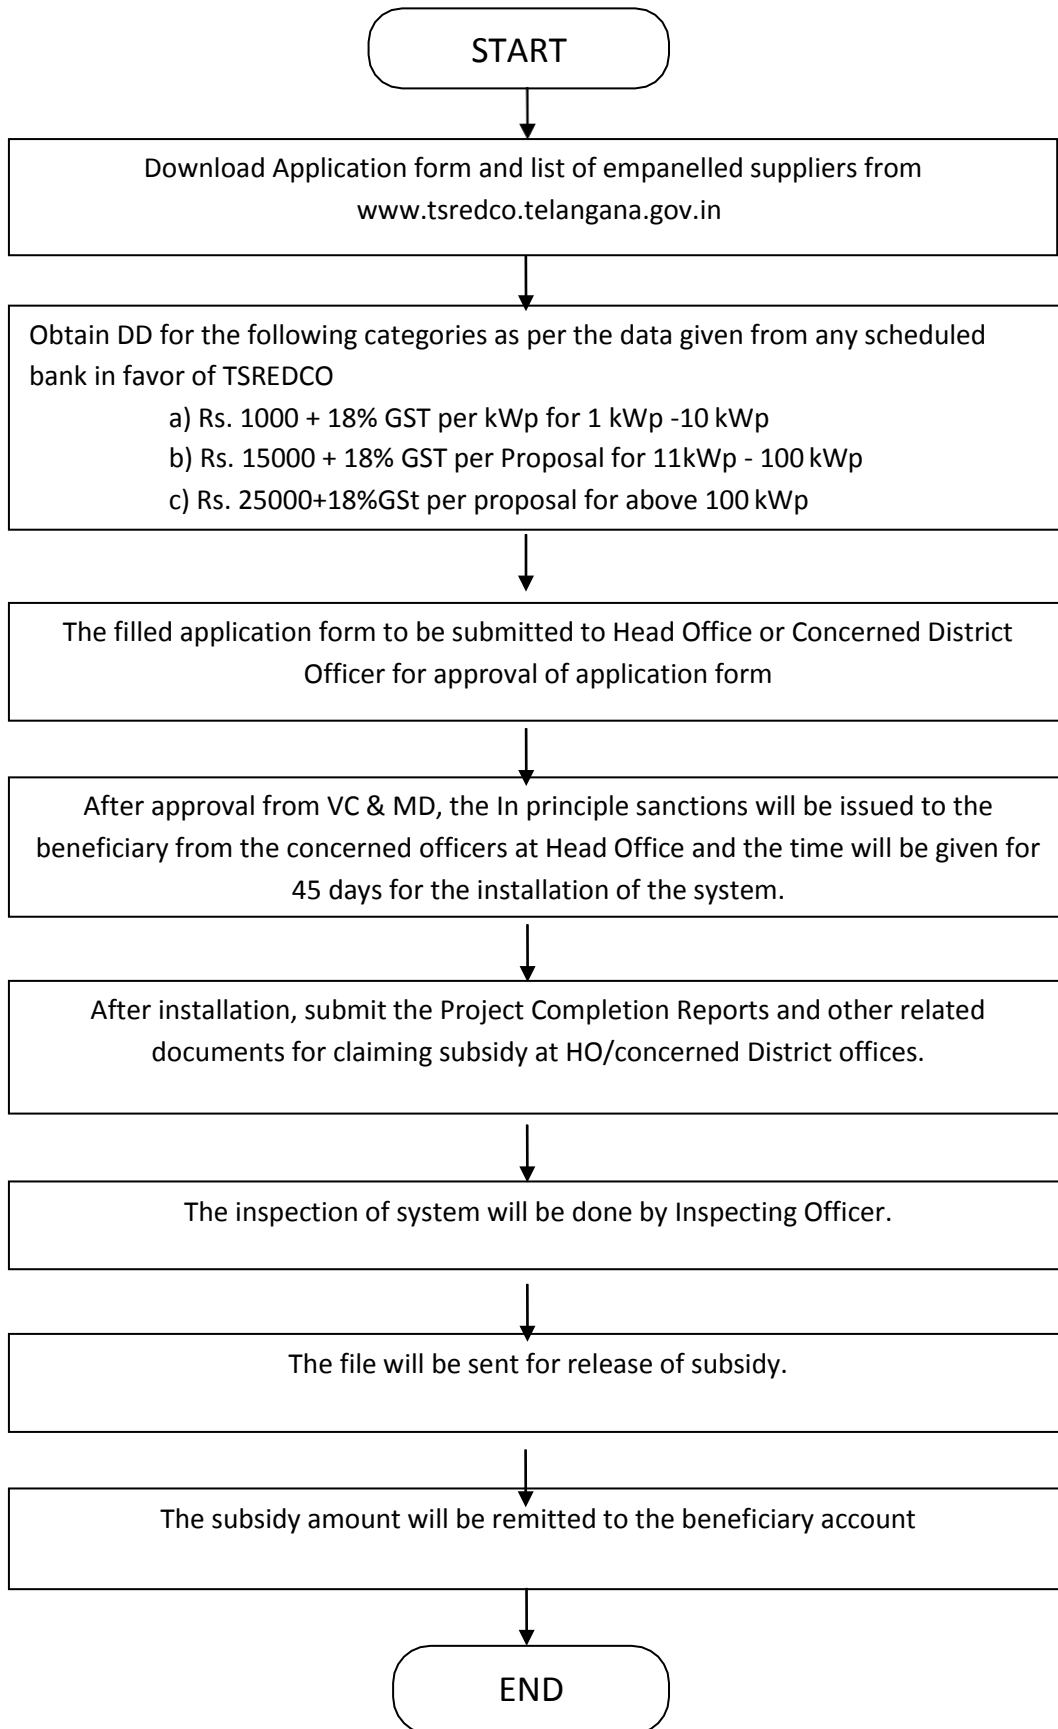 START
Download Application form and list of empanelled suppliers from
www.tsredco.telangana.gov.in
Obtain DD for the following categories as per the data given from any scheduled
bank in favor of TSREDCO
a) Rs. 1000 + 18% GST per kWp for 1 kWp -10 kWp
b) Rs. 15000 + 18% GST per Proposal for 11kWp - 100 kWp
c) Rs. 25000+18%GSt per proposal for above 100 kWp
The filled application form to be submitted to Head Office or Concerned District
Officer for approval of application form
After approval from VC & MD, the In principle sanctions will be issued to the
beneficiary from the concerned officers at Head Office and the time will be given for
45 days for the installation of the system.
After installation, submit the Project Completion Reports and other related
documents for claiming subsidy at HO/concerned District offices.
The inspection of system will be done by Inspecting Officer.
The file will be sent for release of subsidy.
The subsidy amount will be remitted to the beneficiary account
END